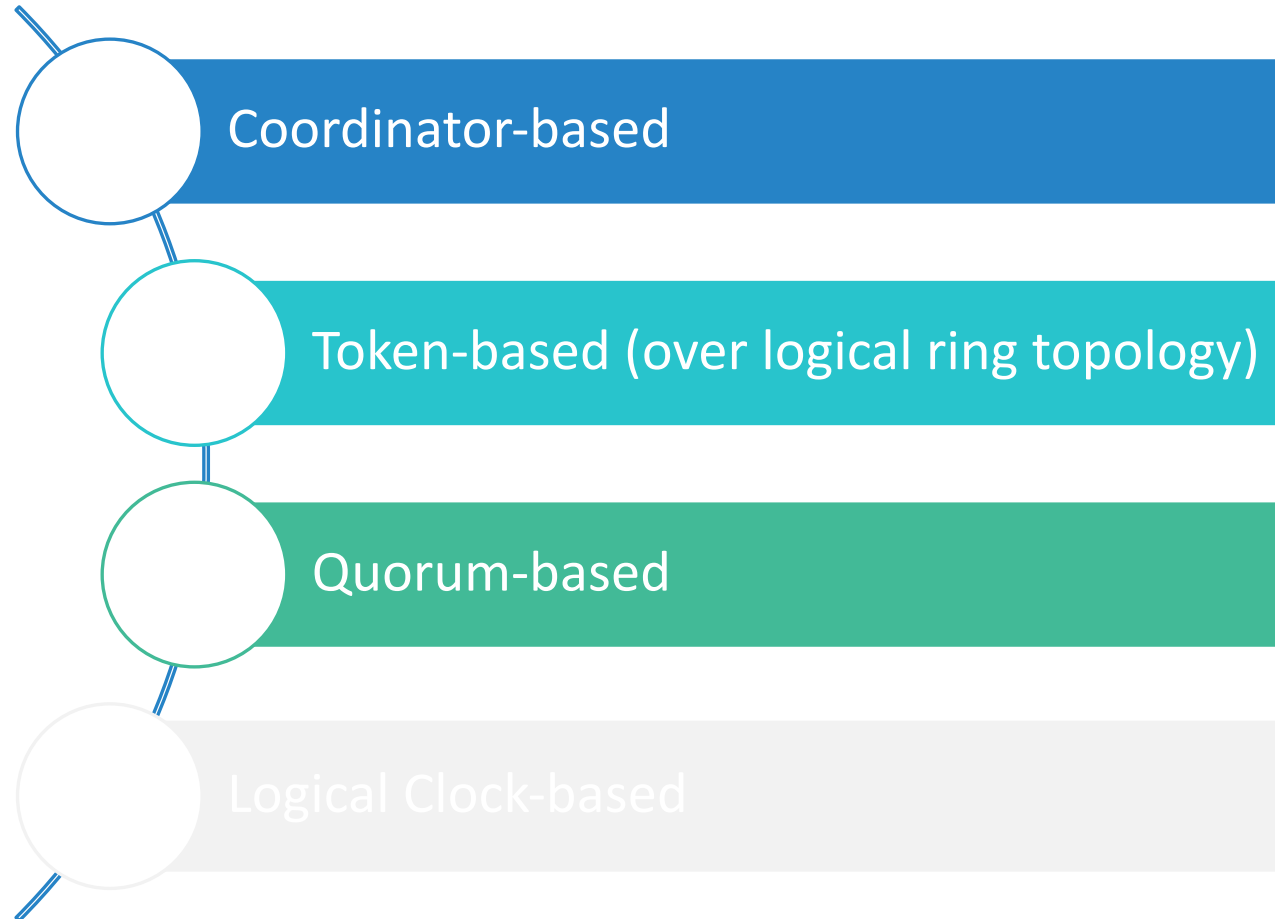 Coordinator-based
Token-based (over logical ring topology)
Quorum-based
Logical Clock-based